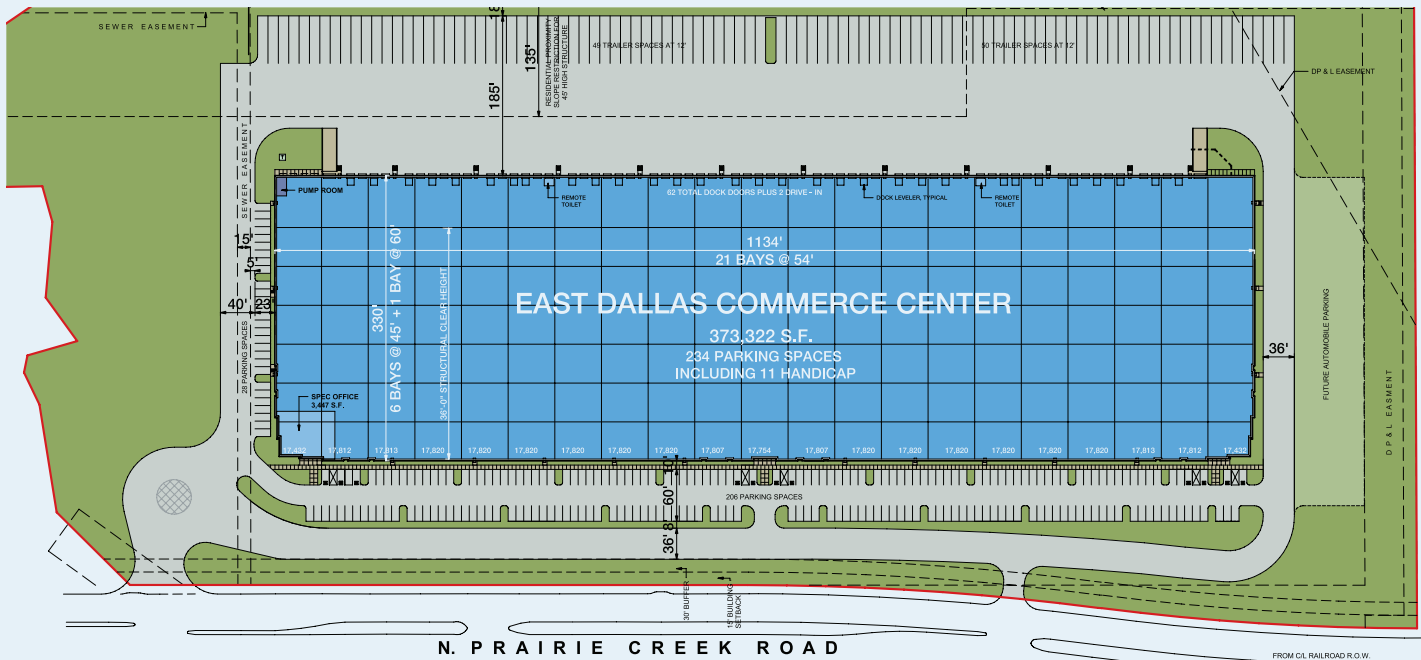 SEWER EASEMENT
185'
135'
RESIDENTIAL PROXIMITY
SLOPE RESTRICTION FOR
45' HIGH STRUCTURE
49 TRAILER SPACES AT 12'
50 TRAILER SPACES AT 12'
DP & L EASEMENT
SEWER EASEMENT
T
PUMP ROOM
REMOTE
TOILET
62 TOTAL DOCK DOORS PLUS 2 DRIVE - IN
DOCK LEVELER, TYPICAL
REMOTE
TOILET
15'
5'
40'
23'
28 PARKING SPACES
330'
6 BAYS @ 45' + 1 BAY @ 60'
36'-0" STRUCTURAL CLEAR HEIGHT
1134'
21 BAYS @ 54'
EAST DALLAS COMMERCE CENTER
373,322 S.F.
234 PARKING SPACES
INCLUDING 11 HANDICAP
36'
FUTURE AUTOMOBILE PARKING
D P & L EASMENT
SPEC OFFICE
3,447 S.F.
17,432 17,812 17,813 17,820 17,820 17,820 17,820 17,820 17,820 17,807 17,754 17,807 17,820 17,820 17,820 17,820 17,820 17,813 17,812 17,432
10'
60'
8'
36'
206 PARKING SPACES
30' BUFFER
15' BUILDING
SETBACK
N. PRAIRIE CREEK ROAD
FROM C/L RAILROAD R.O.W.